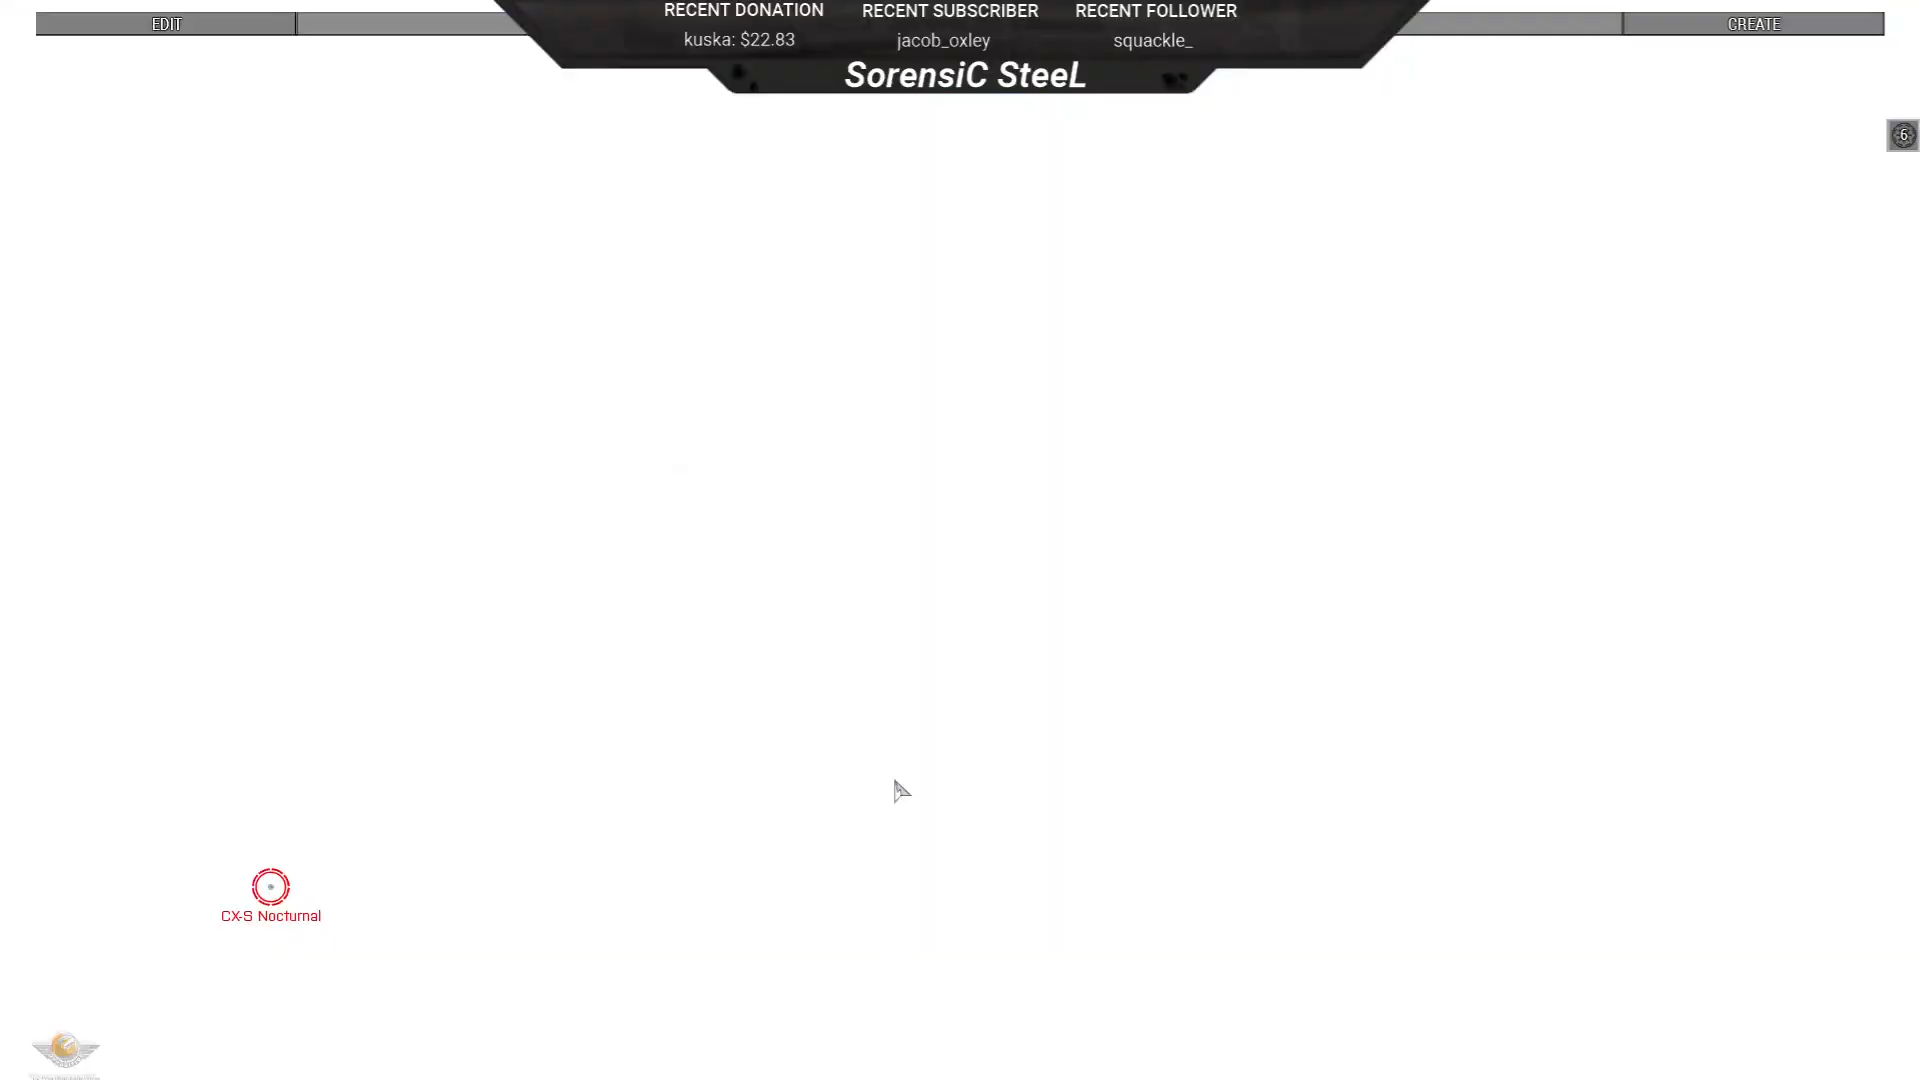 EDIT
RECENT DONATION
RECENT SUBSCRIBER
RECENT FOLLOWER
CREATE
kuska: $22.83
jacob_oxley
squackle_
SorensiC SteeL
6
CX-S Nocturnal